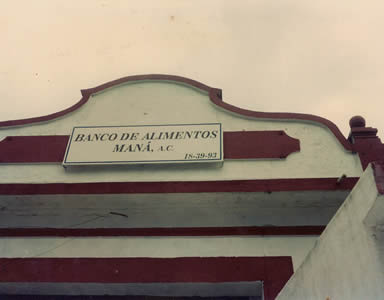 BANCO DE ALIMENTOS
MANÁ, A.C.
18-39-93